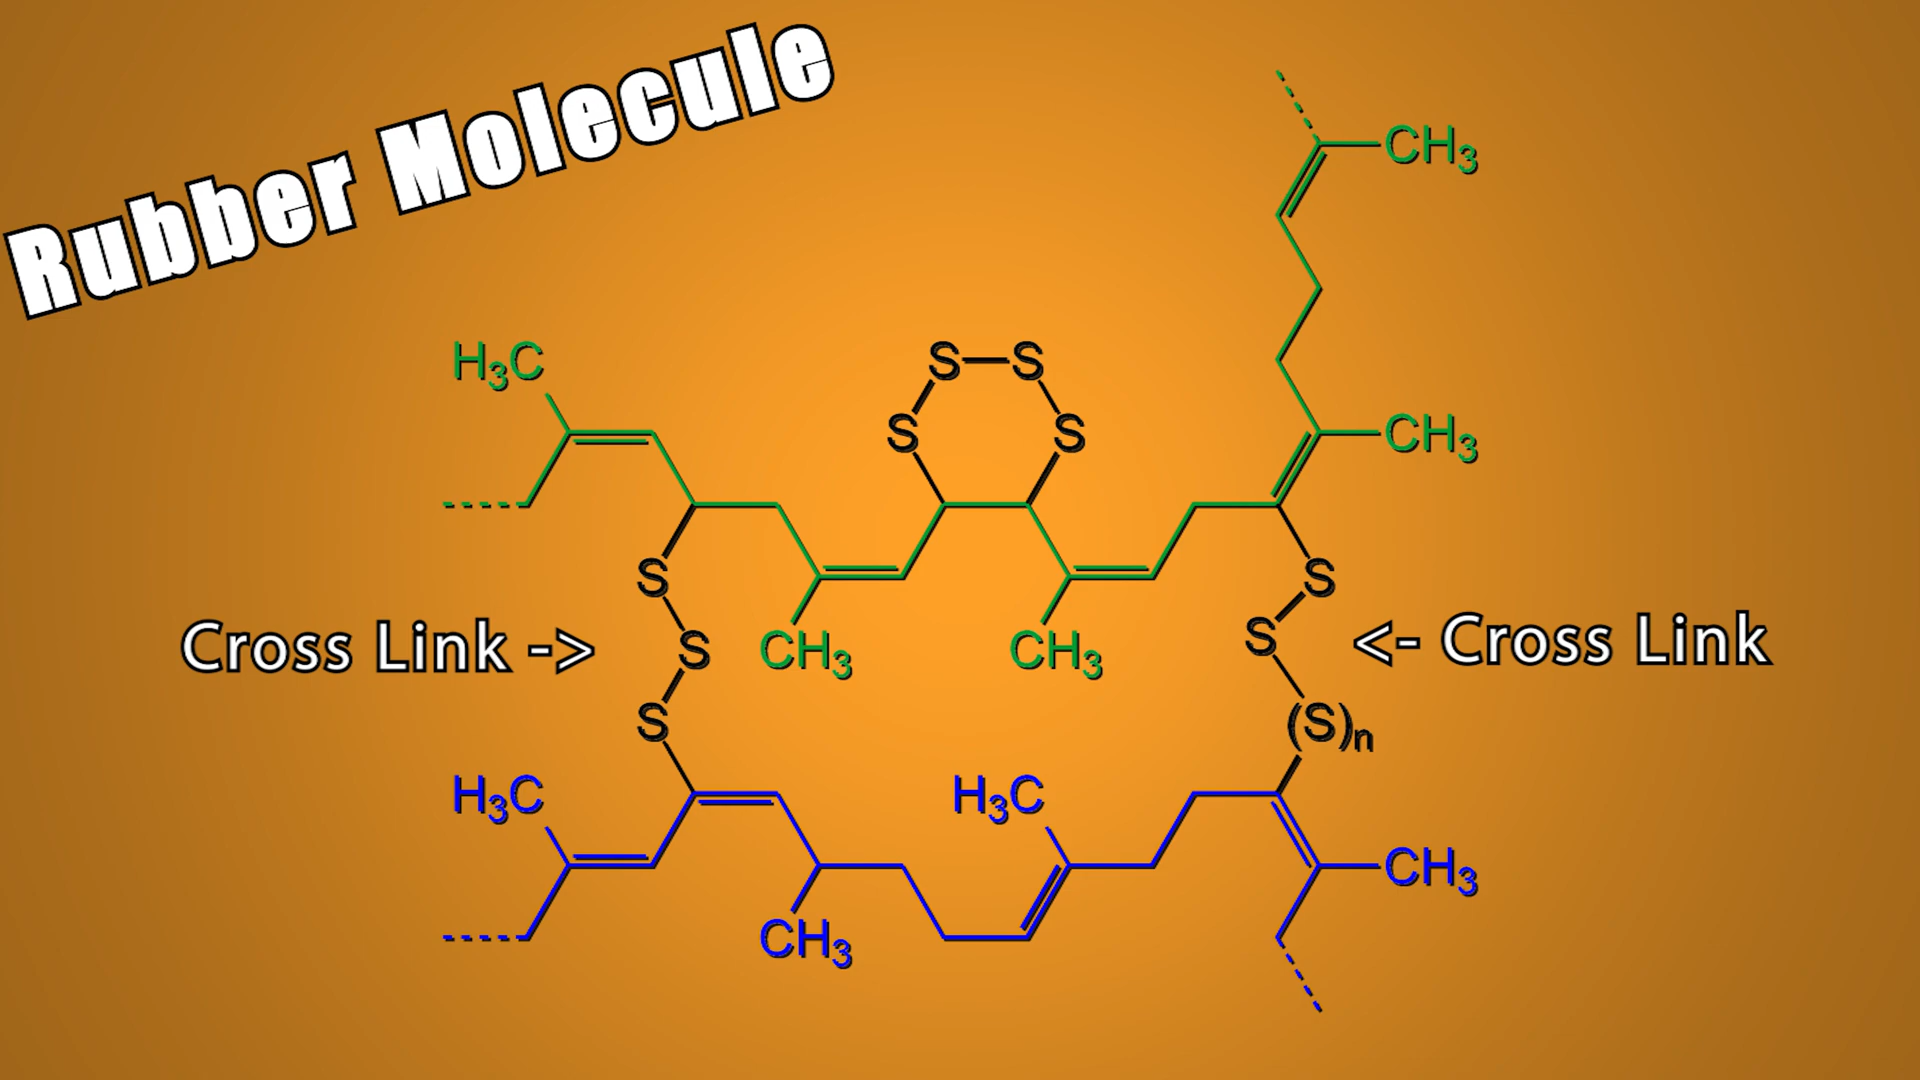 Rubber Molecule
CH3
H3C
S S
S S
CH3
S S
Cross Link -> S CH3 CH3 S <- Cross Link
S (S)n
H3C H3C
CH3
CH3